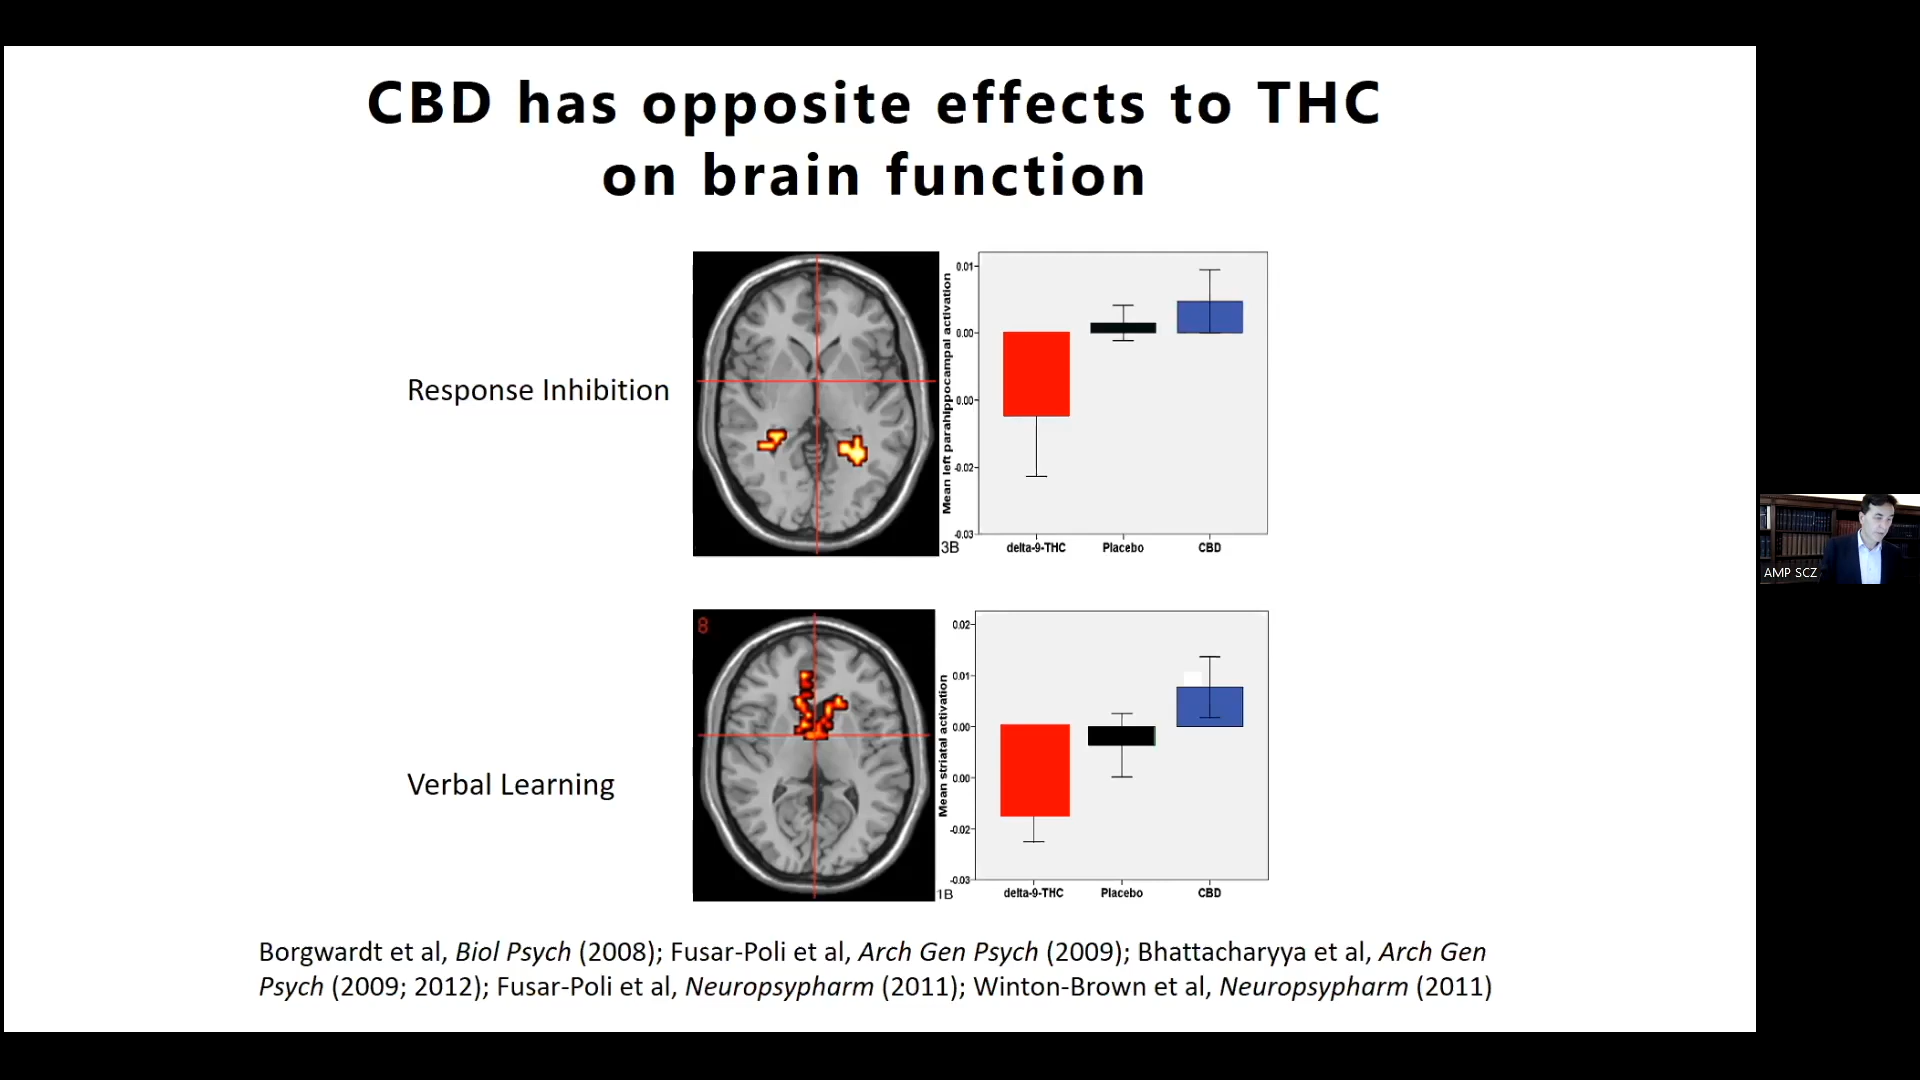 CBD has opposite effects to THC
on brain function
Response Inhibition
Mean left parahippocampal activation
0.01
0.00
0.00
-0.02
-0.03
3B
delta-9-THC Placebo CBD
Verbal Learning
8
Mean striatal activation
0.02
0.01
0.00
0.00
-0.02
-0.03
1B
delta-9-THC Placebo CBD
Borgwardt et al, Biol Psych (2008); Fusar-Poli et al, Arch Gen Psych (2009); Bhattacharyya et al, Arch Gen
Psych (2009; 2012); Fusar-Poli et al, Neuropsypharm (2011); Winton-Brown et al, Neuropsypharm (2011)
AMP SCZ